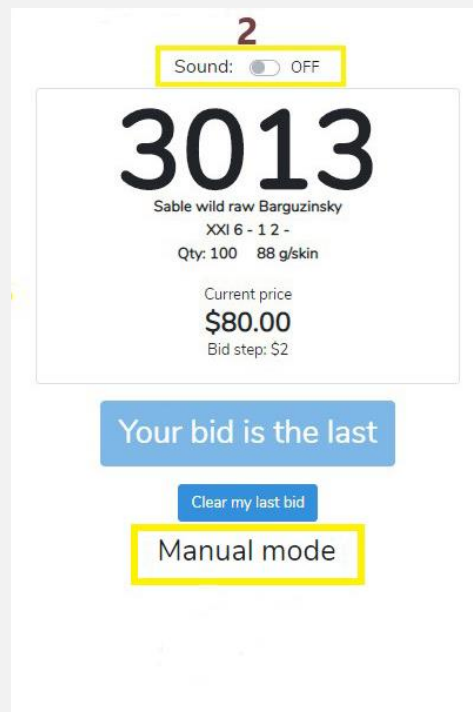 2
Sound: OFF
3013
Sable wild raw Barguzinsky
XXl 6 - 1 2 -
Qty: 100 88 g/skin
Current price
$80.00
Bid step: $2
Your bid is the last
Clear my last bid
Manual mode